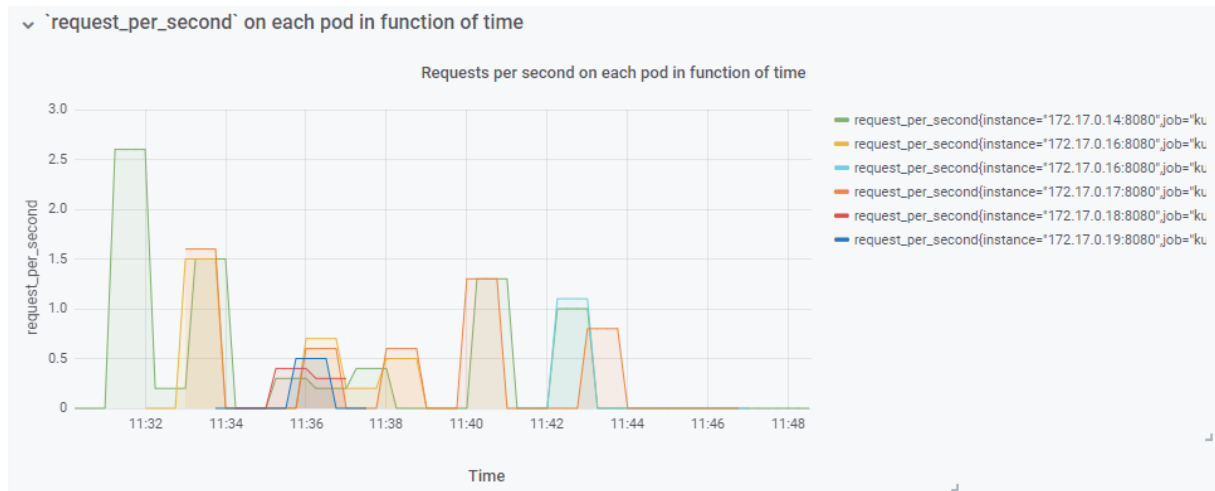 `request_per_second` on each pod in function of time
Requests per second on each pod in function of time
3.0
2.5
2.0
1.5
1.0
0.5
0
request_per_second
11:32 11:34 11:36 11:38 11:40 11:42 11:44 11:46 11:48
Time
request_per_second{instance="172.17.0.14:8080",job="ku
request_per_second{instance="172.17.0.16:8080",job="ku
request_per_second{instance="172.17.0.16:8080",job="ku
request_per_second{instance="172.17.0.17:8080",job="ku
request_per_second{instance="172.17.0.18:8080",job="ku
request_per_second{instance="172.17.0.19:8080",job="ku